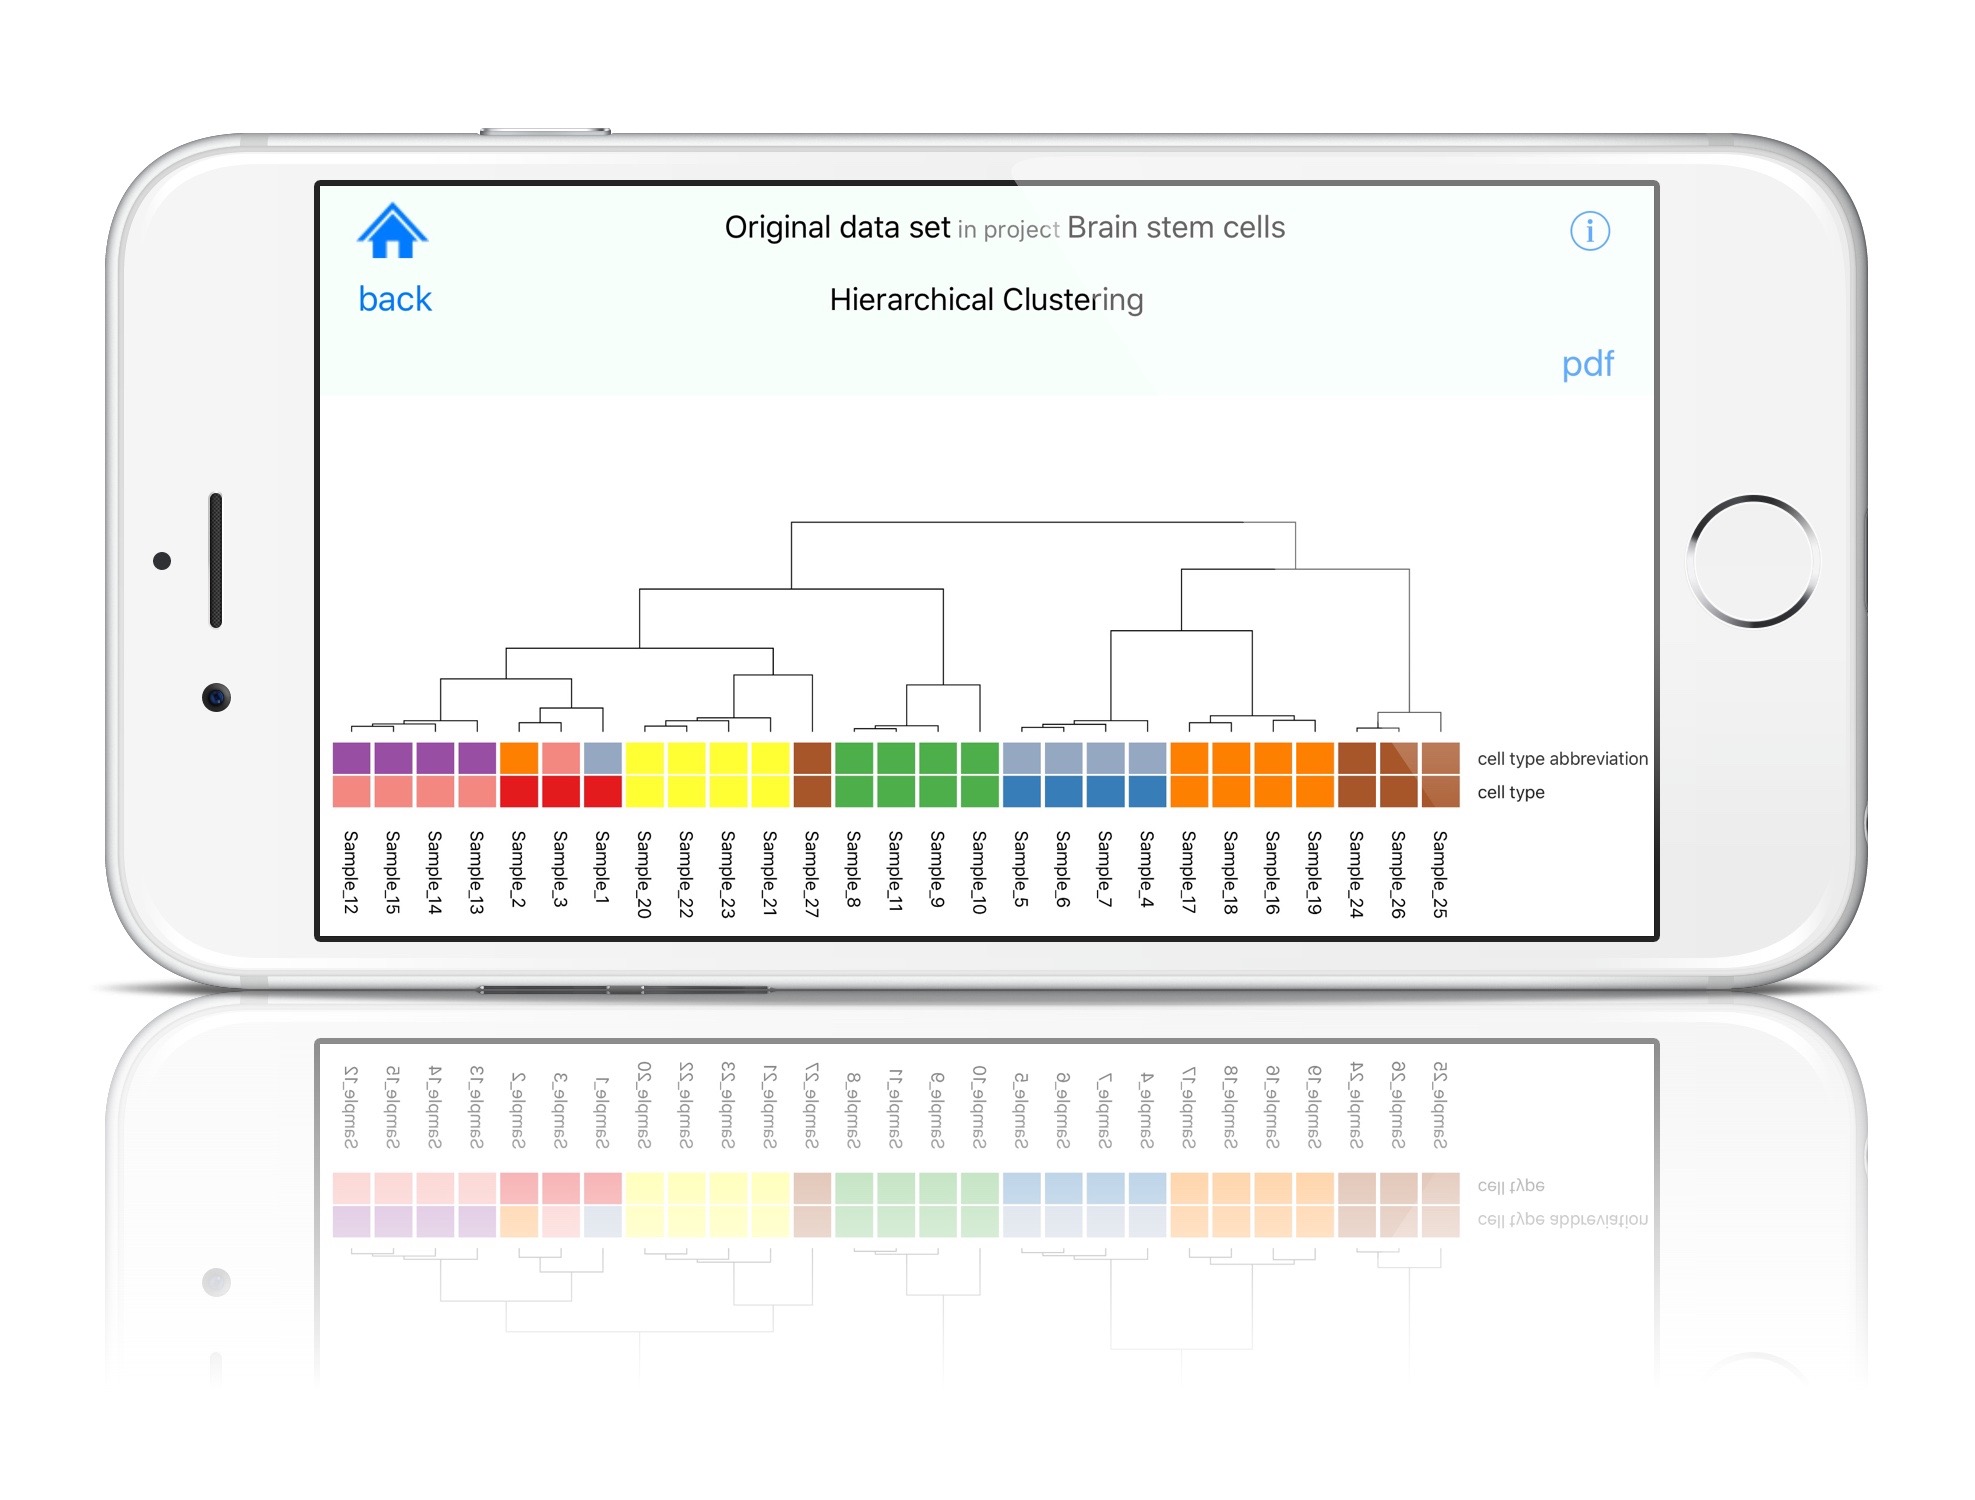 Original data set in project Brain stem cells
back
Hierarchical Clustering
pdf
cell type abbreviation
cell type
Sample_12
Sample_15
Sample_14
Sample_13
Sample_2
Sample_3
Sample_1
Sample_20
Sample_22
Sample_23
Sample_21
Sample_27
Sample_8
Sample_11
Sample_9
Sample_10
Sample_5
Sample_6
Sample_7
Sample_4
Sample_17
Sample_18
Sample_16
Sample_19
Sample_24
Sample_26
Sample_25